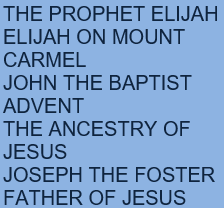 THE PROPHET ELIJAH
ELIJAH ON MOUNT
CARMEL
JOHN THE BAPTIST
ADVENT
THE ANCESTRY OF
JESUS
JOSEPH THE FOSTER
FATHER OF JESUS